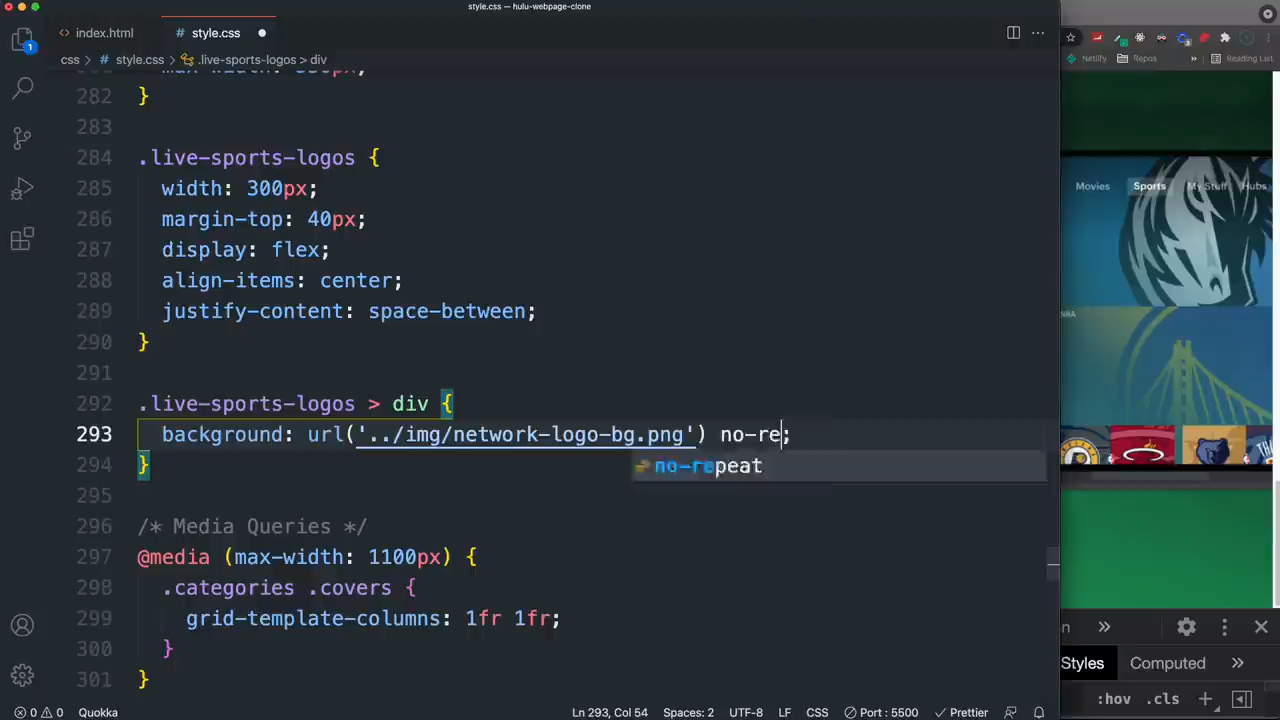 style.css — hulu-webpage-clone
index.html
# style.css
css > # style.css > .live-sports-logos > div
282 }
283
284 .live-sports-logos {
285 width: 300px;
286 margin-top: 40px;
287 display: flex;
288 align-items: center;
289 justify-content: space-between;
290 }
291
292 .live-sports-logos > div {
293 background: url('../img/network-logo-bg.png') no-re;
no-repeat
294 }
295
296 /* Media Queries */
297 @media (max-width: 1100px) {
298 .categories .covers {
299 grid-template-columns: 1fr 1fr;
300 }
301 }
0 0 Quokka Ln 293, Col 54 Spaces: 2 UTF-8 LF CSS Port : 5500 Prettier
Netlify Repos » Reading List
Movies Sports My Stuff Hubs
NBA
»
Styles Computed »
:hov .cls +